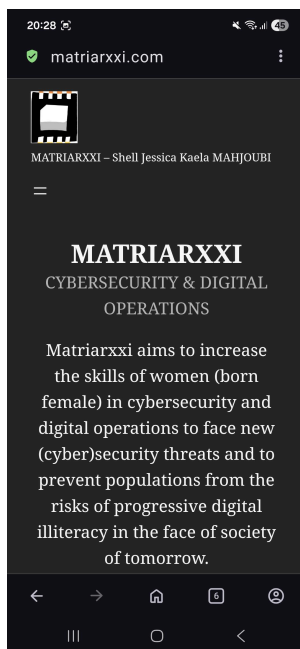 20:28
45
matriarxxi.com
MATRIARXXI – Shell Jessica Kaela MAHJOUBI
MATRIARXXI
CYBERSECURITY & DIGITAL
OPERATIONS
Matriarxxi aims to increase
the skills of women (born
female) in cybersecurity and
digital operations to face new
(cyber)security threats and to
prevent populations from the
risks of progressive digital
illiteracy in the face of society
of tomorrow.
6